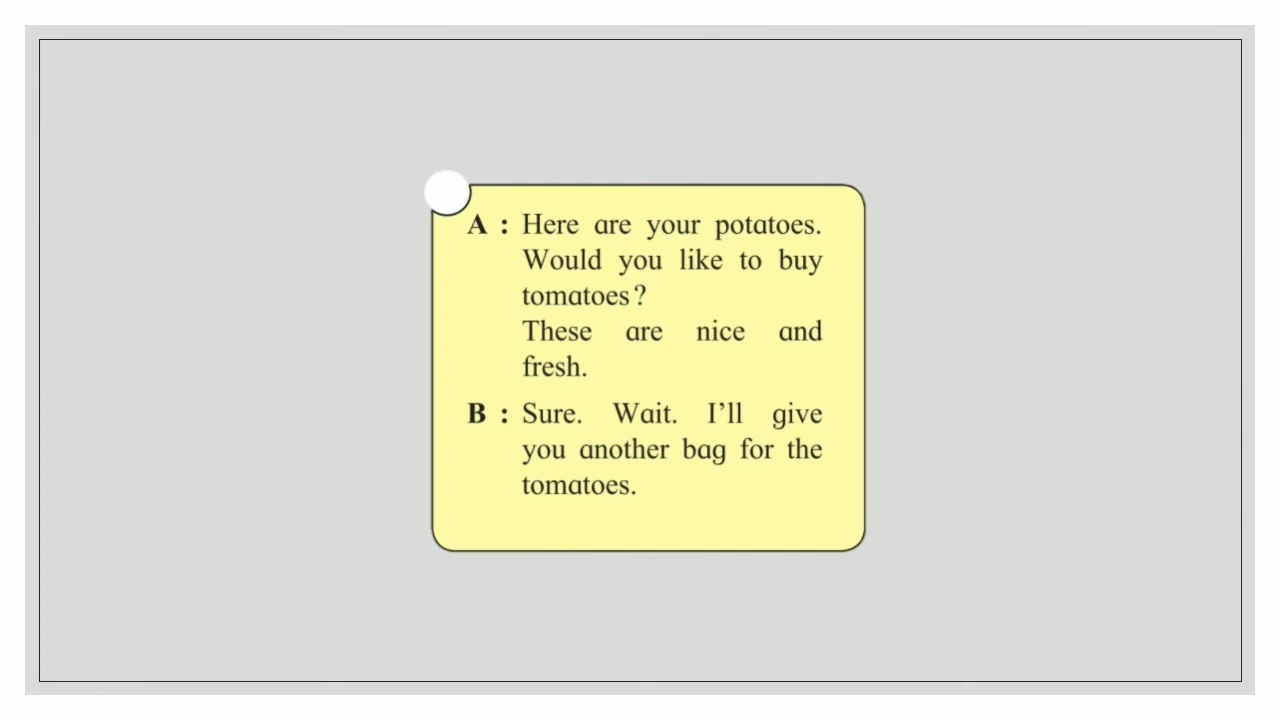 A : Here are your potatoes.
Would you like to buy
tomatoes?
These are nice and
fresh.
B : Sure. Wait. I’ll give
you another bag for the
tomatoes.